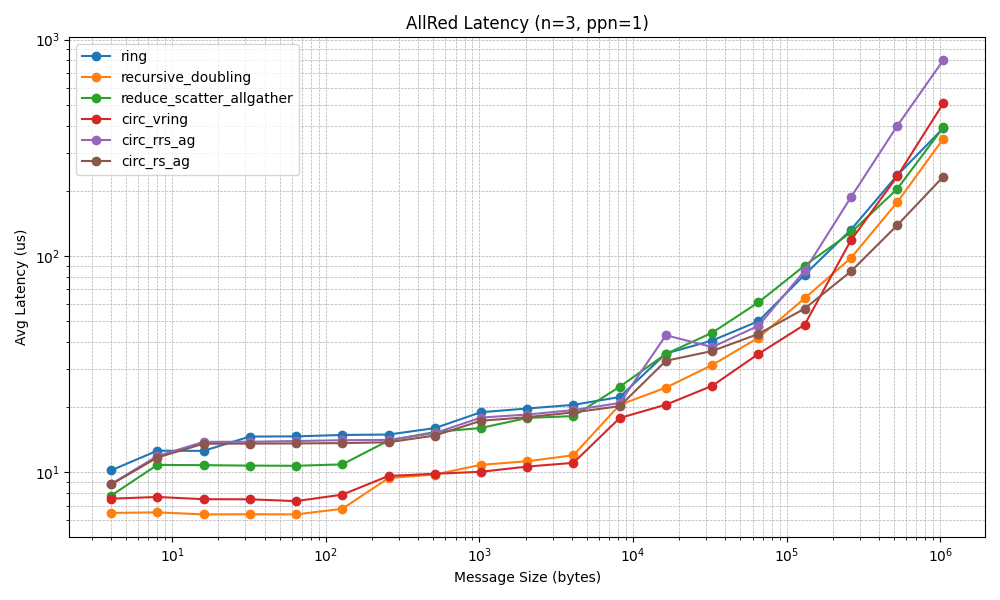 AllRed Latency (n=3, ppn=1)
ring
recursive_doubling
reduce_scatter_allgather
circ_vring
circ_rrs_ag
circ_rs_ag
10³
10²
10¹
Avg Latency (us)
10¹ 10² 10³ 10⁴ 10⁵ 10⁶
Message Size (bytes)